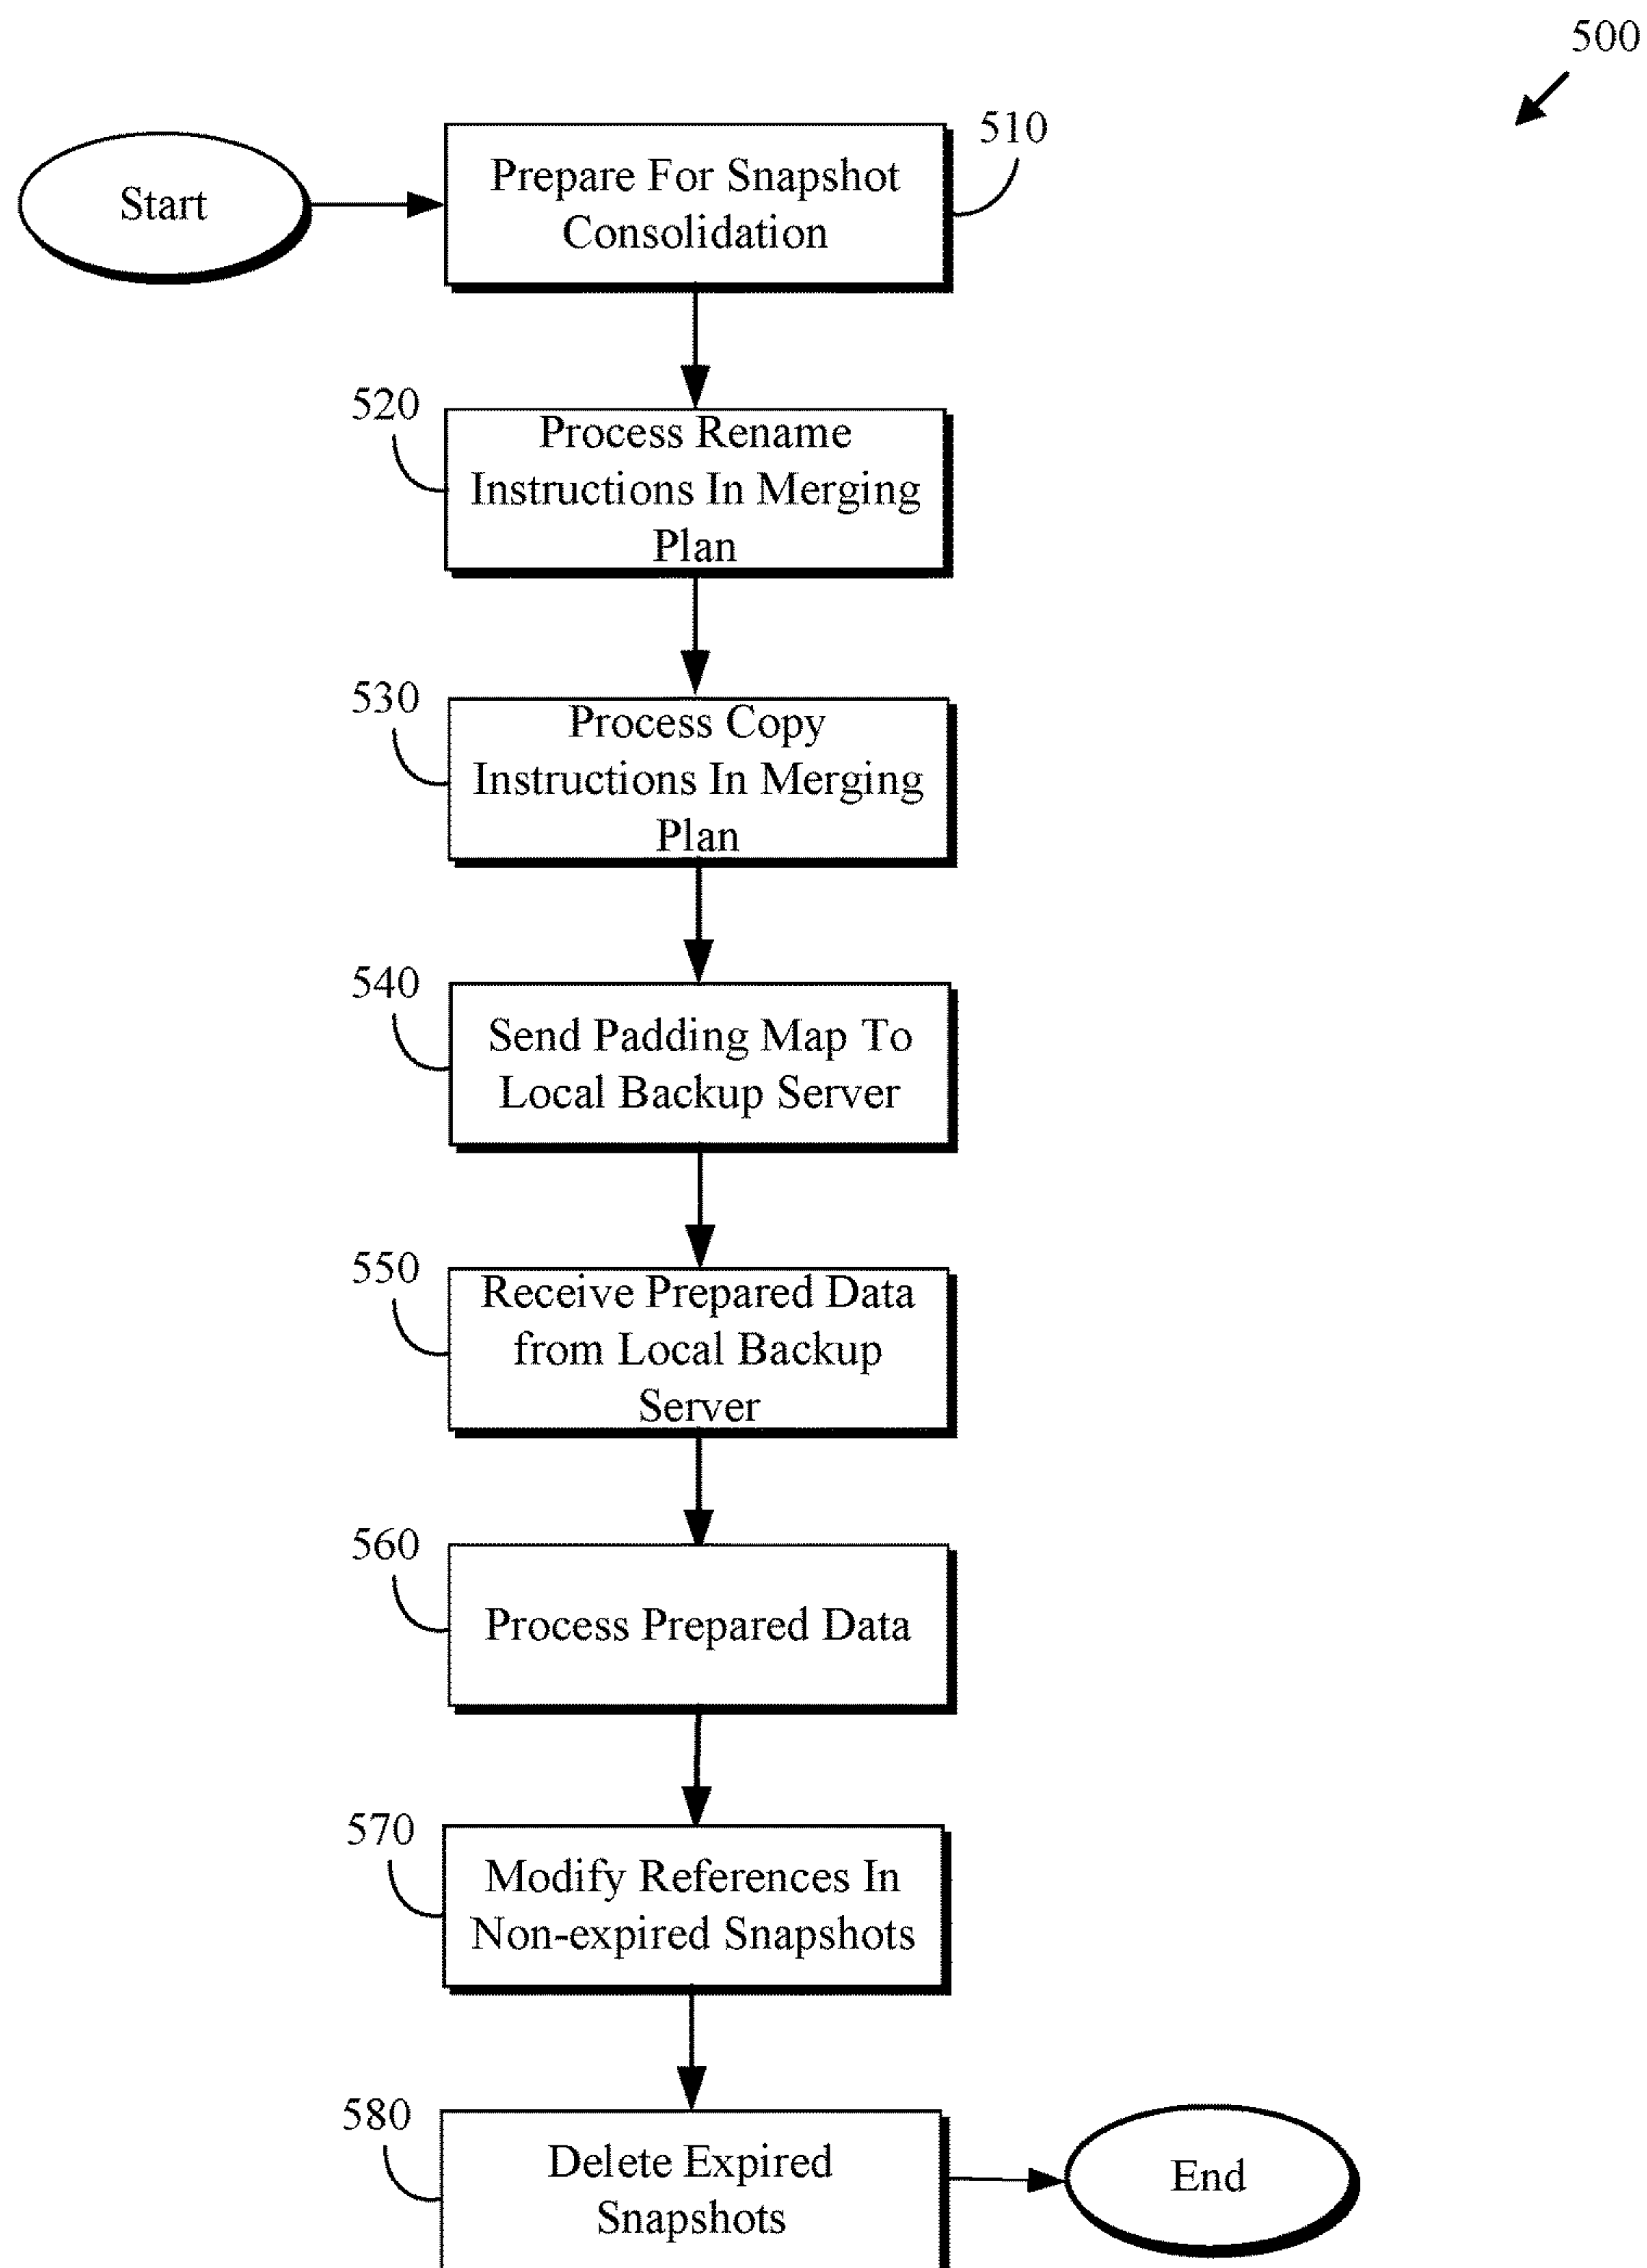 500
510
Start
Prepare For Snapshot
Consolidation
520
Process Rename
Instructions In Merging
Plan
530
Process Copy
Instructions In Merging
Plan
540
Send Padding Map To
Local Backup Server
550
Receive Prepared Data
from Local Backup
Server
560
Process Prepared Data
570
Modify References In
Non-expired Snapshots
580
Delete Expired
Snapshots
End